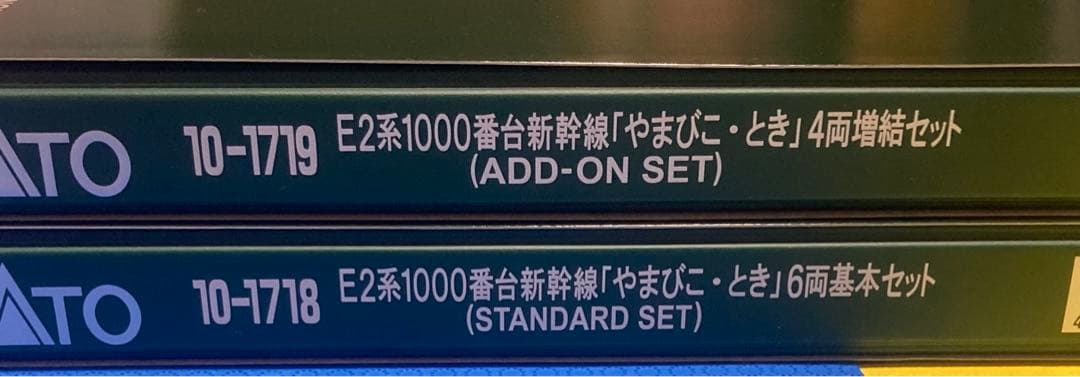 ATO 10-1719 E2系1000番台新幹線「やまびこ・とき」4両増結セット
(ADD-ON SET)
ATO 10-1718 E2系1000番台新幹線「やまびこ・とき」6両基本セット
(STANDARD SET)